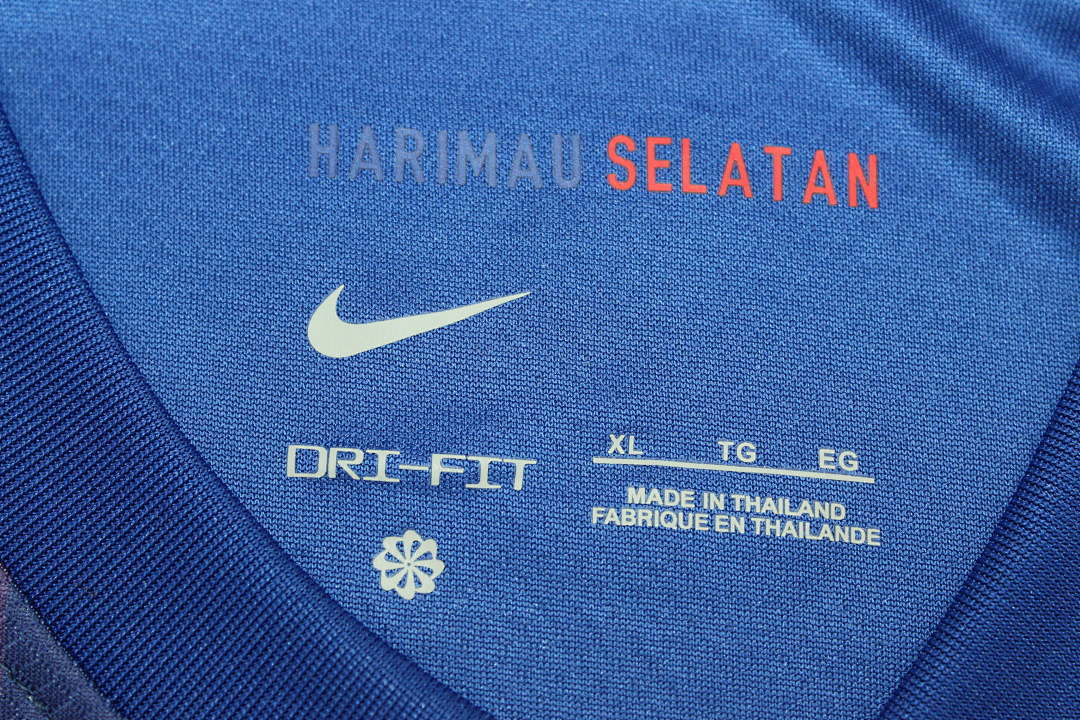 HARIMAU SELATAN
DRI-FIT
XL TG EG
MADE IN THAILAND
FABRIQUE EN THAILANDE